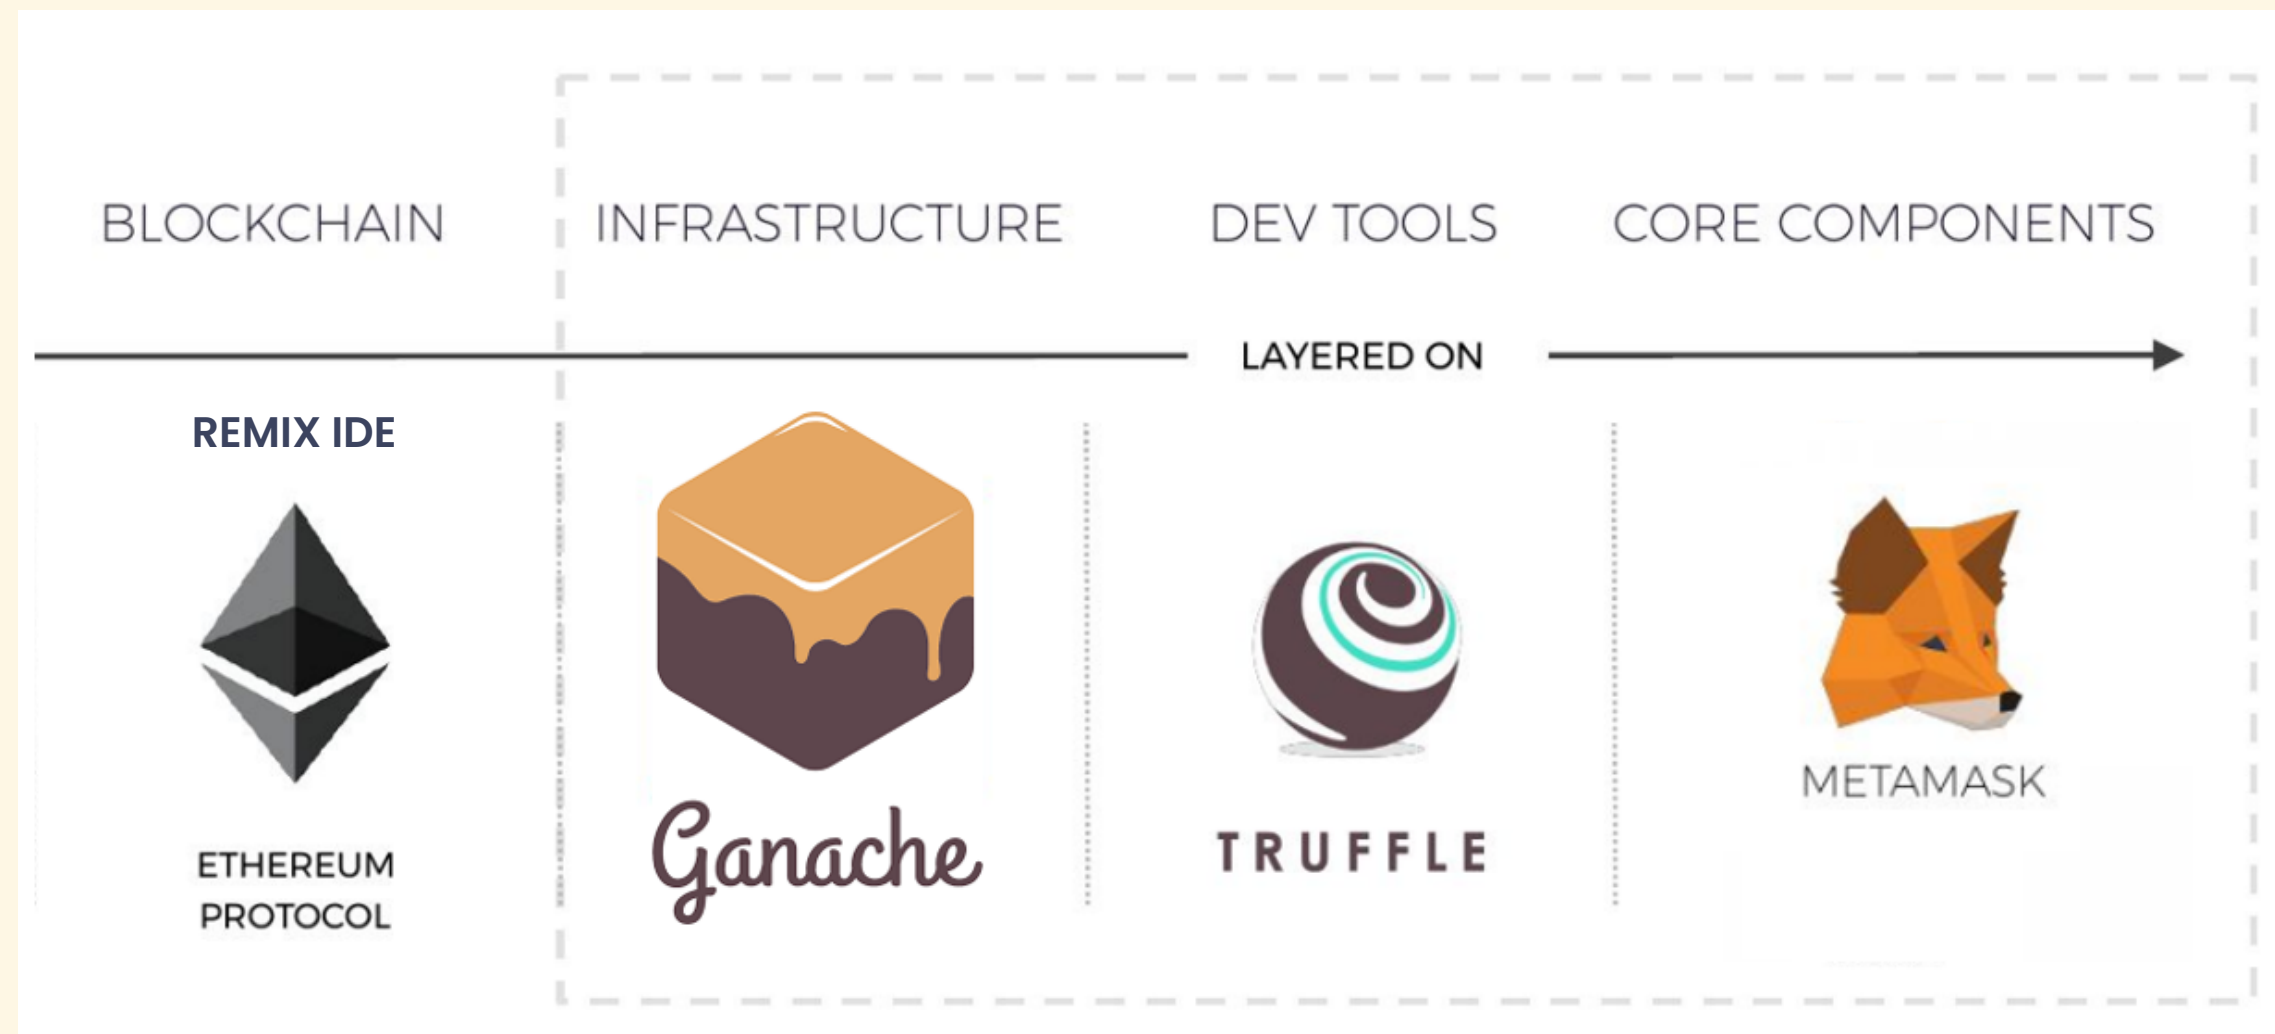 BLOCKCHAIN
INFRASTRUCTURE
DEV TOOLS
CORE COMPONENTS
LAYERED ON
REMIX IDE
ETHEREUM
PROTOCOL
Ganache
TRUFFLE
METAMASK